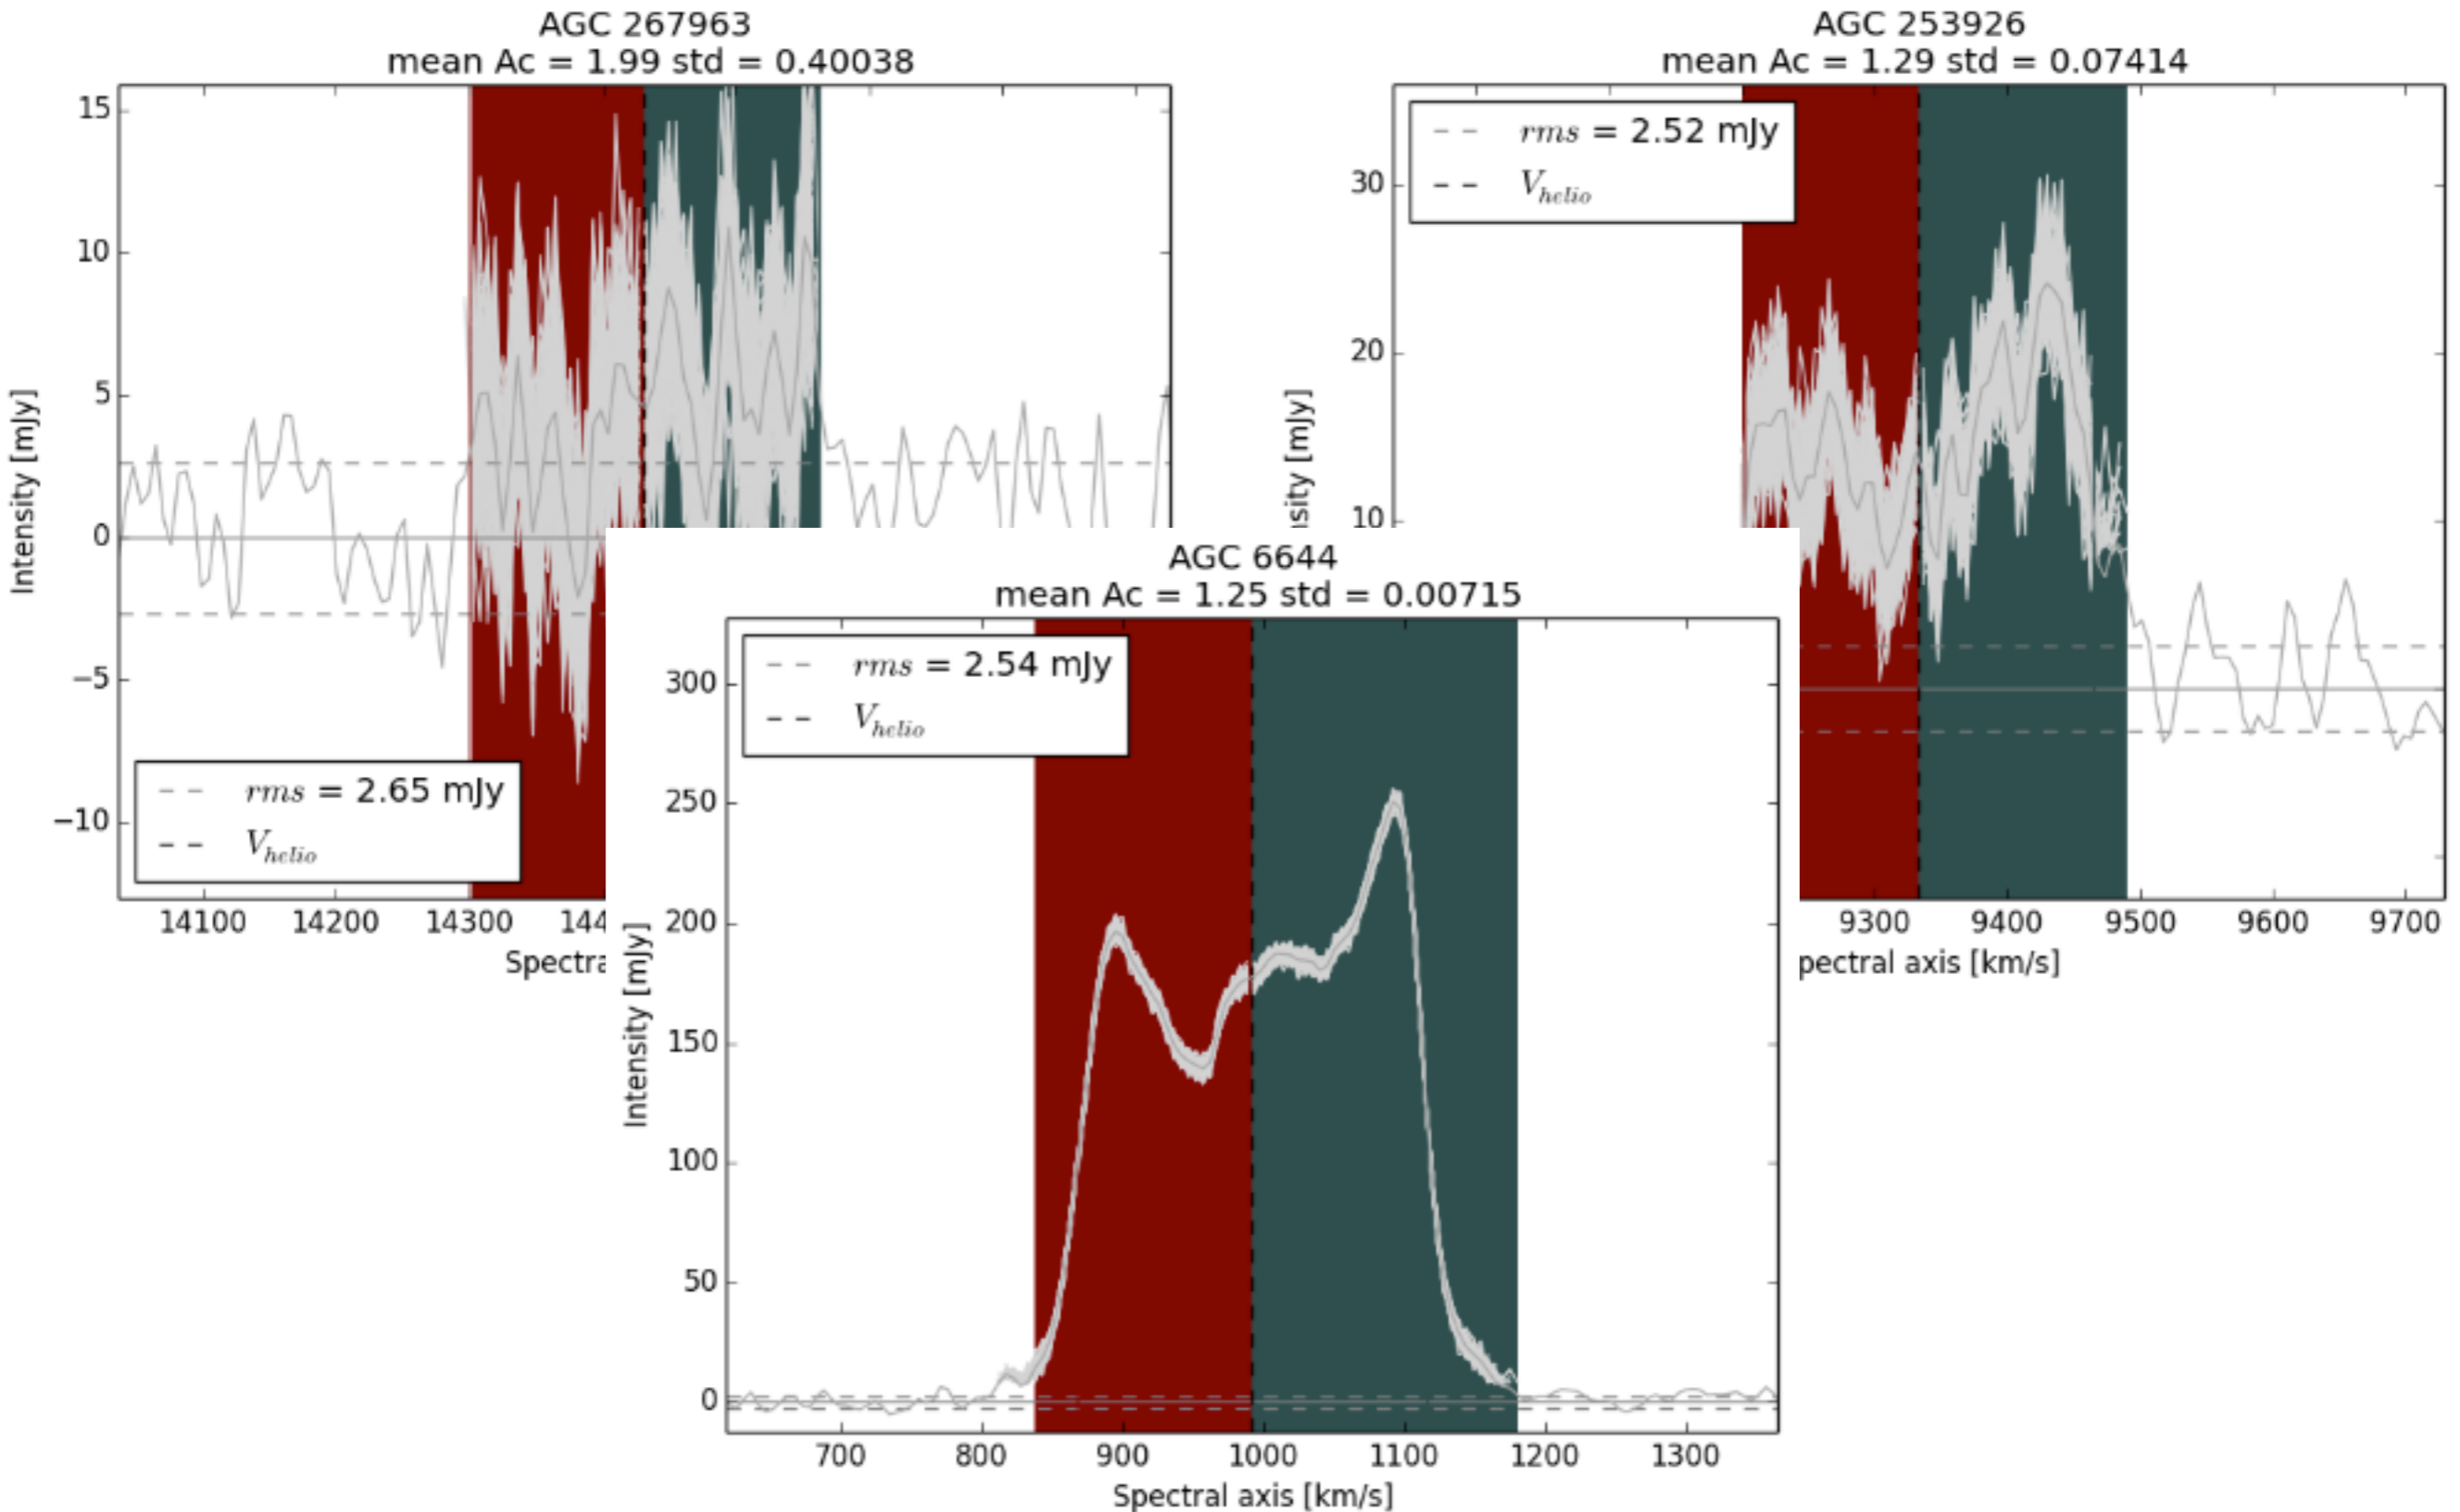 AGC 267963
mean Ac = 1.99 std = 0.40038
15
10
5
0
−5
−10
Intensity [mJy]
rms = 2.65 mJy
V_helio
14100 14200 14300 144
Spectra
AGC 253926
mean Ac = 1.29 std = 0.07414
30
20
10
nsity [mJy]
rms = 2.52 mJy
V_helio
9300 9400 9500 9600 9700
pectral axis [km/s]
AGC 6644
mean Ac = 1.25 std = 0.00715
300
250
200
150
100
50
0
Intensity [mJy]
rms = 2.54 mJy
V_helio
700 800 900 1000 1100 1200 1300
Spectral axis [km/s]